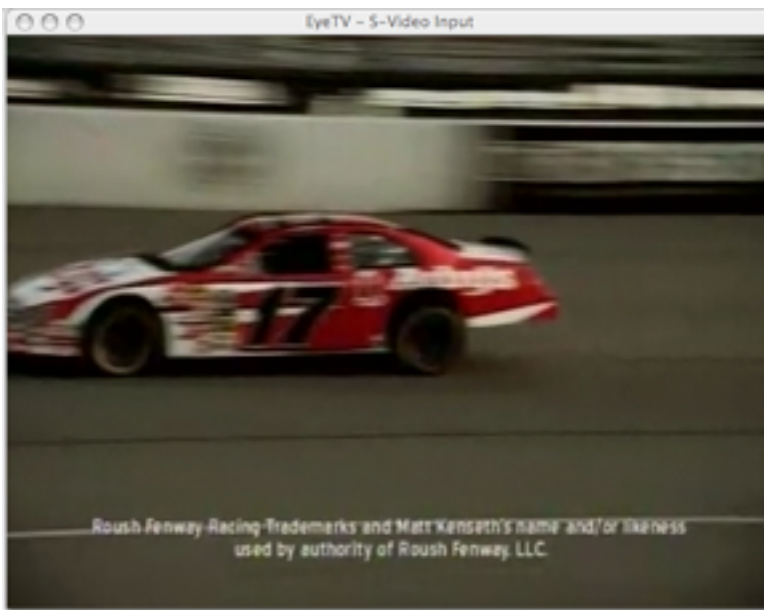 EyeTV - S-Video Input
17
Roush Fenway Racing Trademarks and Matt Kenseth's name and/or likeness
used by authority of Roush Fenway, LLC.